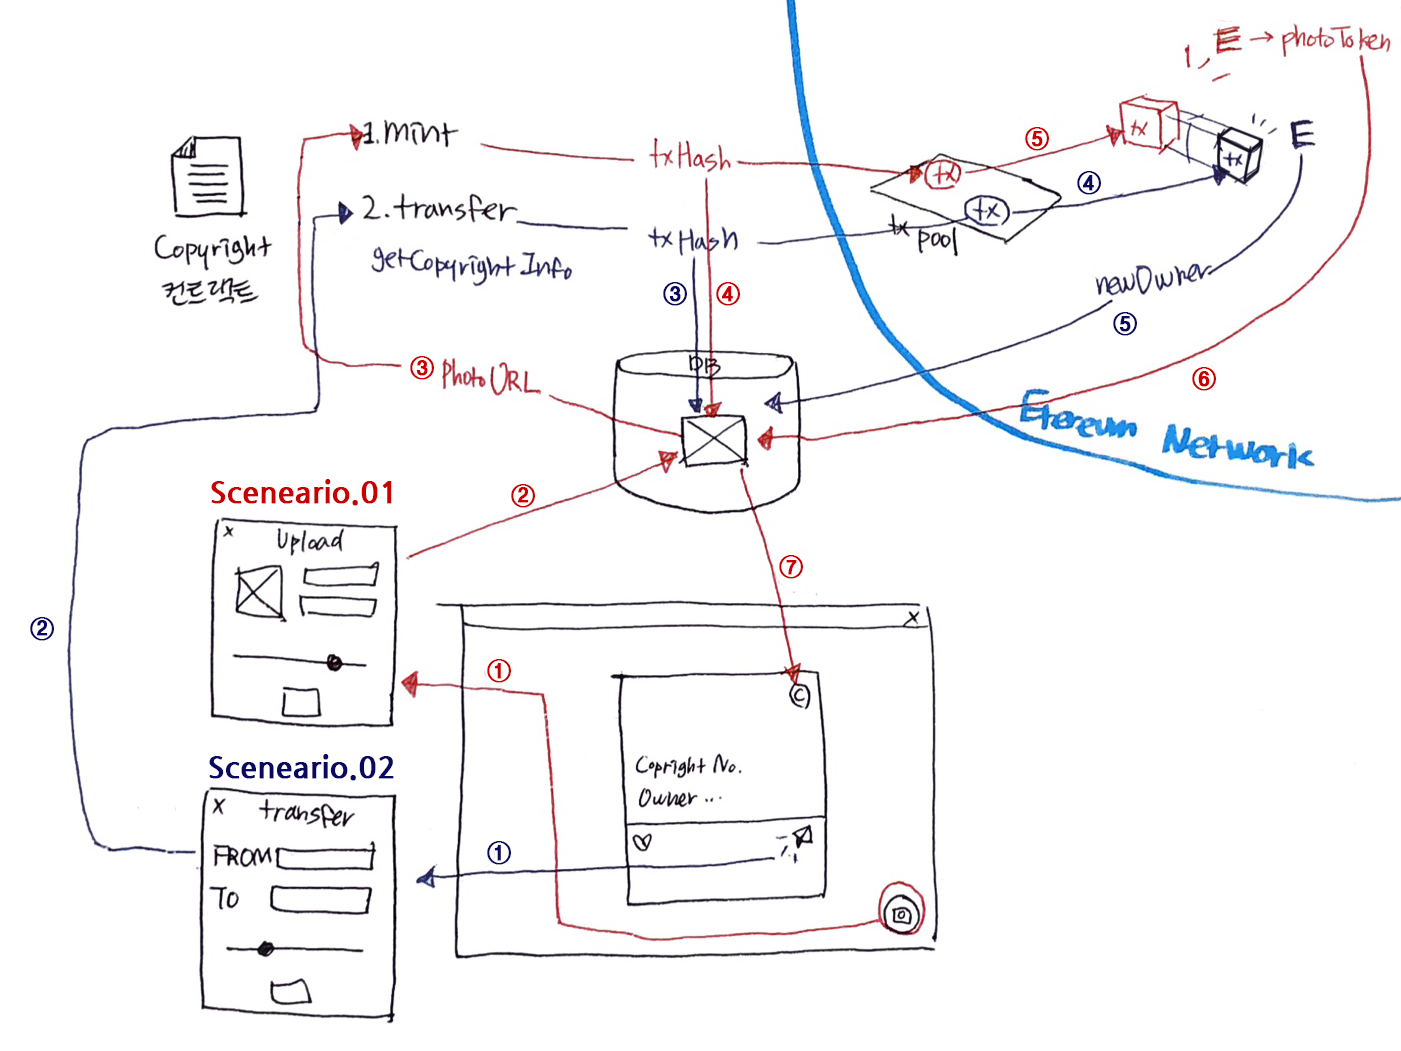 1, E → photoToken
E
1.mint
txHash
tx
⑤
tx
tx
2.transfer
txHash
tx
④
tx pool
getCopyright Info
Copyright
컨트랙트
newOwner
⑤
③
④
DB
③ PhotoURL
⑥
Etereum Network
②
Sceneario.01
x Upload
⑦
②
①
x
©
Sceneario.02
Copright No.
Owner ...
x transfer
FROM
①
TO